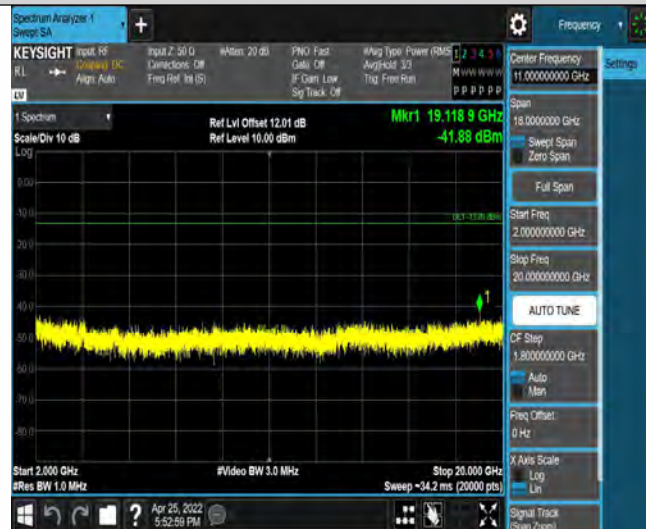 Spectrum Analyzer 1
Swept SA
+
Frequency
KEYSIGHT
Input: RF
Input Z: 50 Ω
#Atten: 20 dB
PNO: Fast
#Avg Type: Power (RMS
1 2 3 4 5 6
RL
Coupling: DC
Corrections: Off
Gate: Off
Avg|Hold: 3/3
M W W W W W
Align: Auto
Freq Ref: Int (S)
IF Gain: Low
Trig: Free Run
P P P P P P
Sig Track: Off
LV
1 Spectrum
Ref Lvl Offset 12.01 dB
Mkr1 19.118 9 GHz
Scale/Div 10 dB
Ref Level 10.00 dBm
-41.88 dBm
Log
0.00
-10.0
-20.0
-30.0
-40.0
-50.0
-60.0
-70.0
-80.0
1
Start 2.000 GHz
#Video BW 3.0 MHz
Stop 20.000 GHz
#Res BW 1.0 MHz
Sweep ~34.2 ms (20000 pts)
Apr 25, 2022
5:52:59 PM
?
Center Frequency
11.000000000 GHz
Settings
Span
18.0000000 GHz
Swept Span
Zero Span
Full Span
Start Freq
2.000000000 GHz
Stop Freq
20.000000000 GHz
AUTO TUNE
CF Step
1.800000000 GHz
Auto
Man
Freq Offset
0 Hz
X Axis Scale
Log
Lin
Signal Track
(Span Zoom)